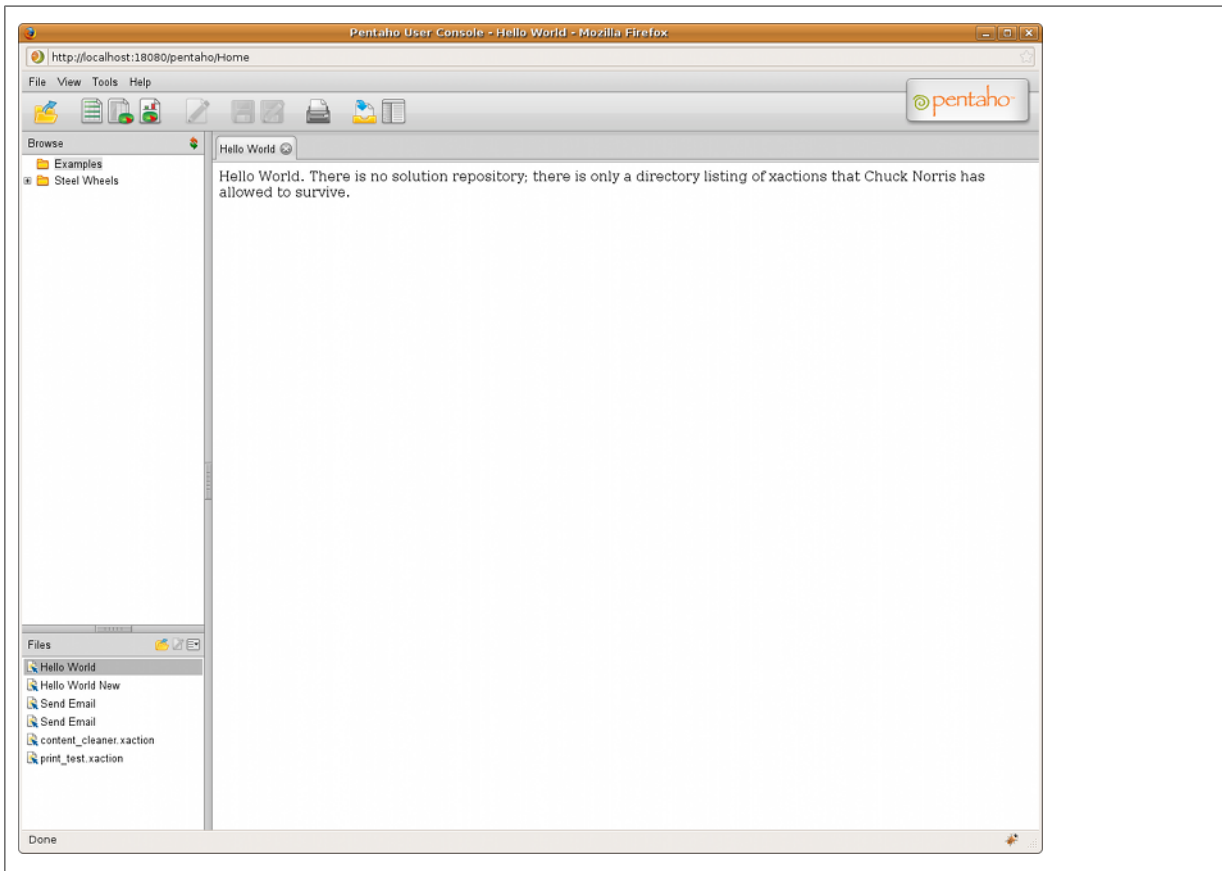 Pentaho User Console - Hello World - Mozilla Firefox
http://localhost:18080/pentaho/Home
File View Tools Help
pentaho
Browse
Examples
Steel Wheels
Hello World
Hello World. There is no solution repository; there is only a directory listing of xactions that Chuck Norris has
allowed to survive.
Files
Hello World
Hello World New
Send Email
Send Email
content_cleaner.xaction
print_test.xaction
Done